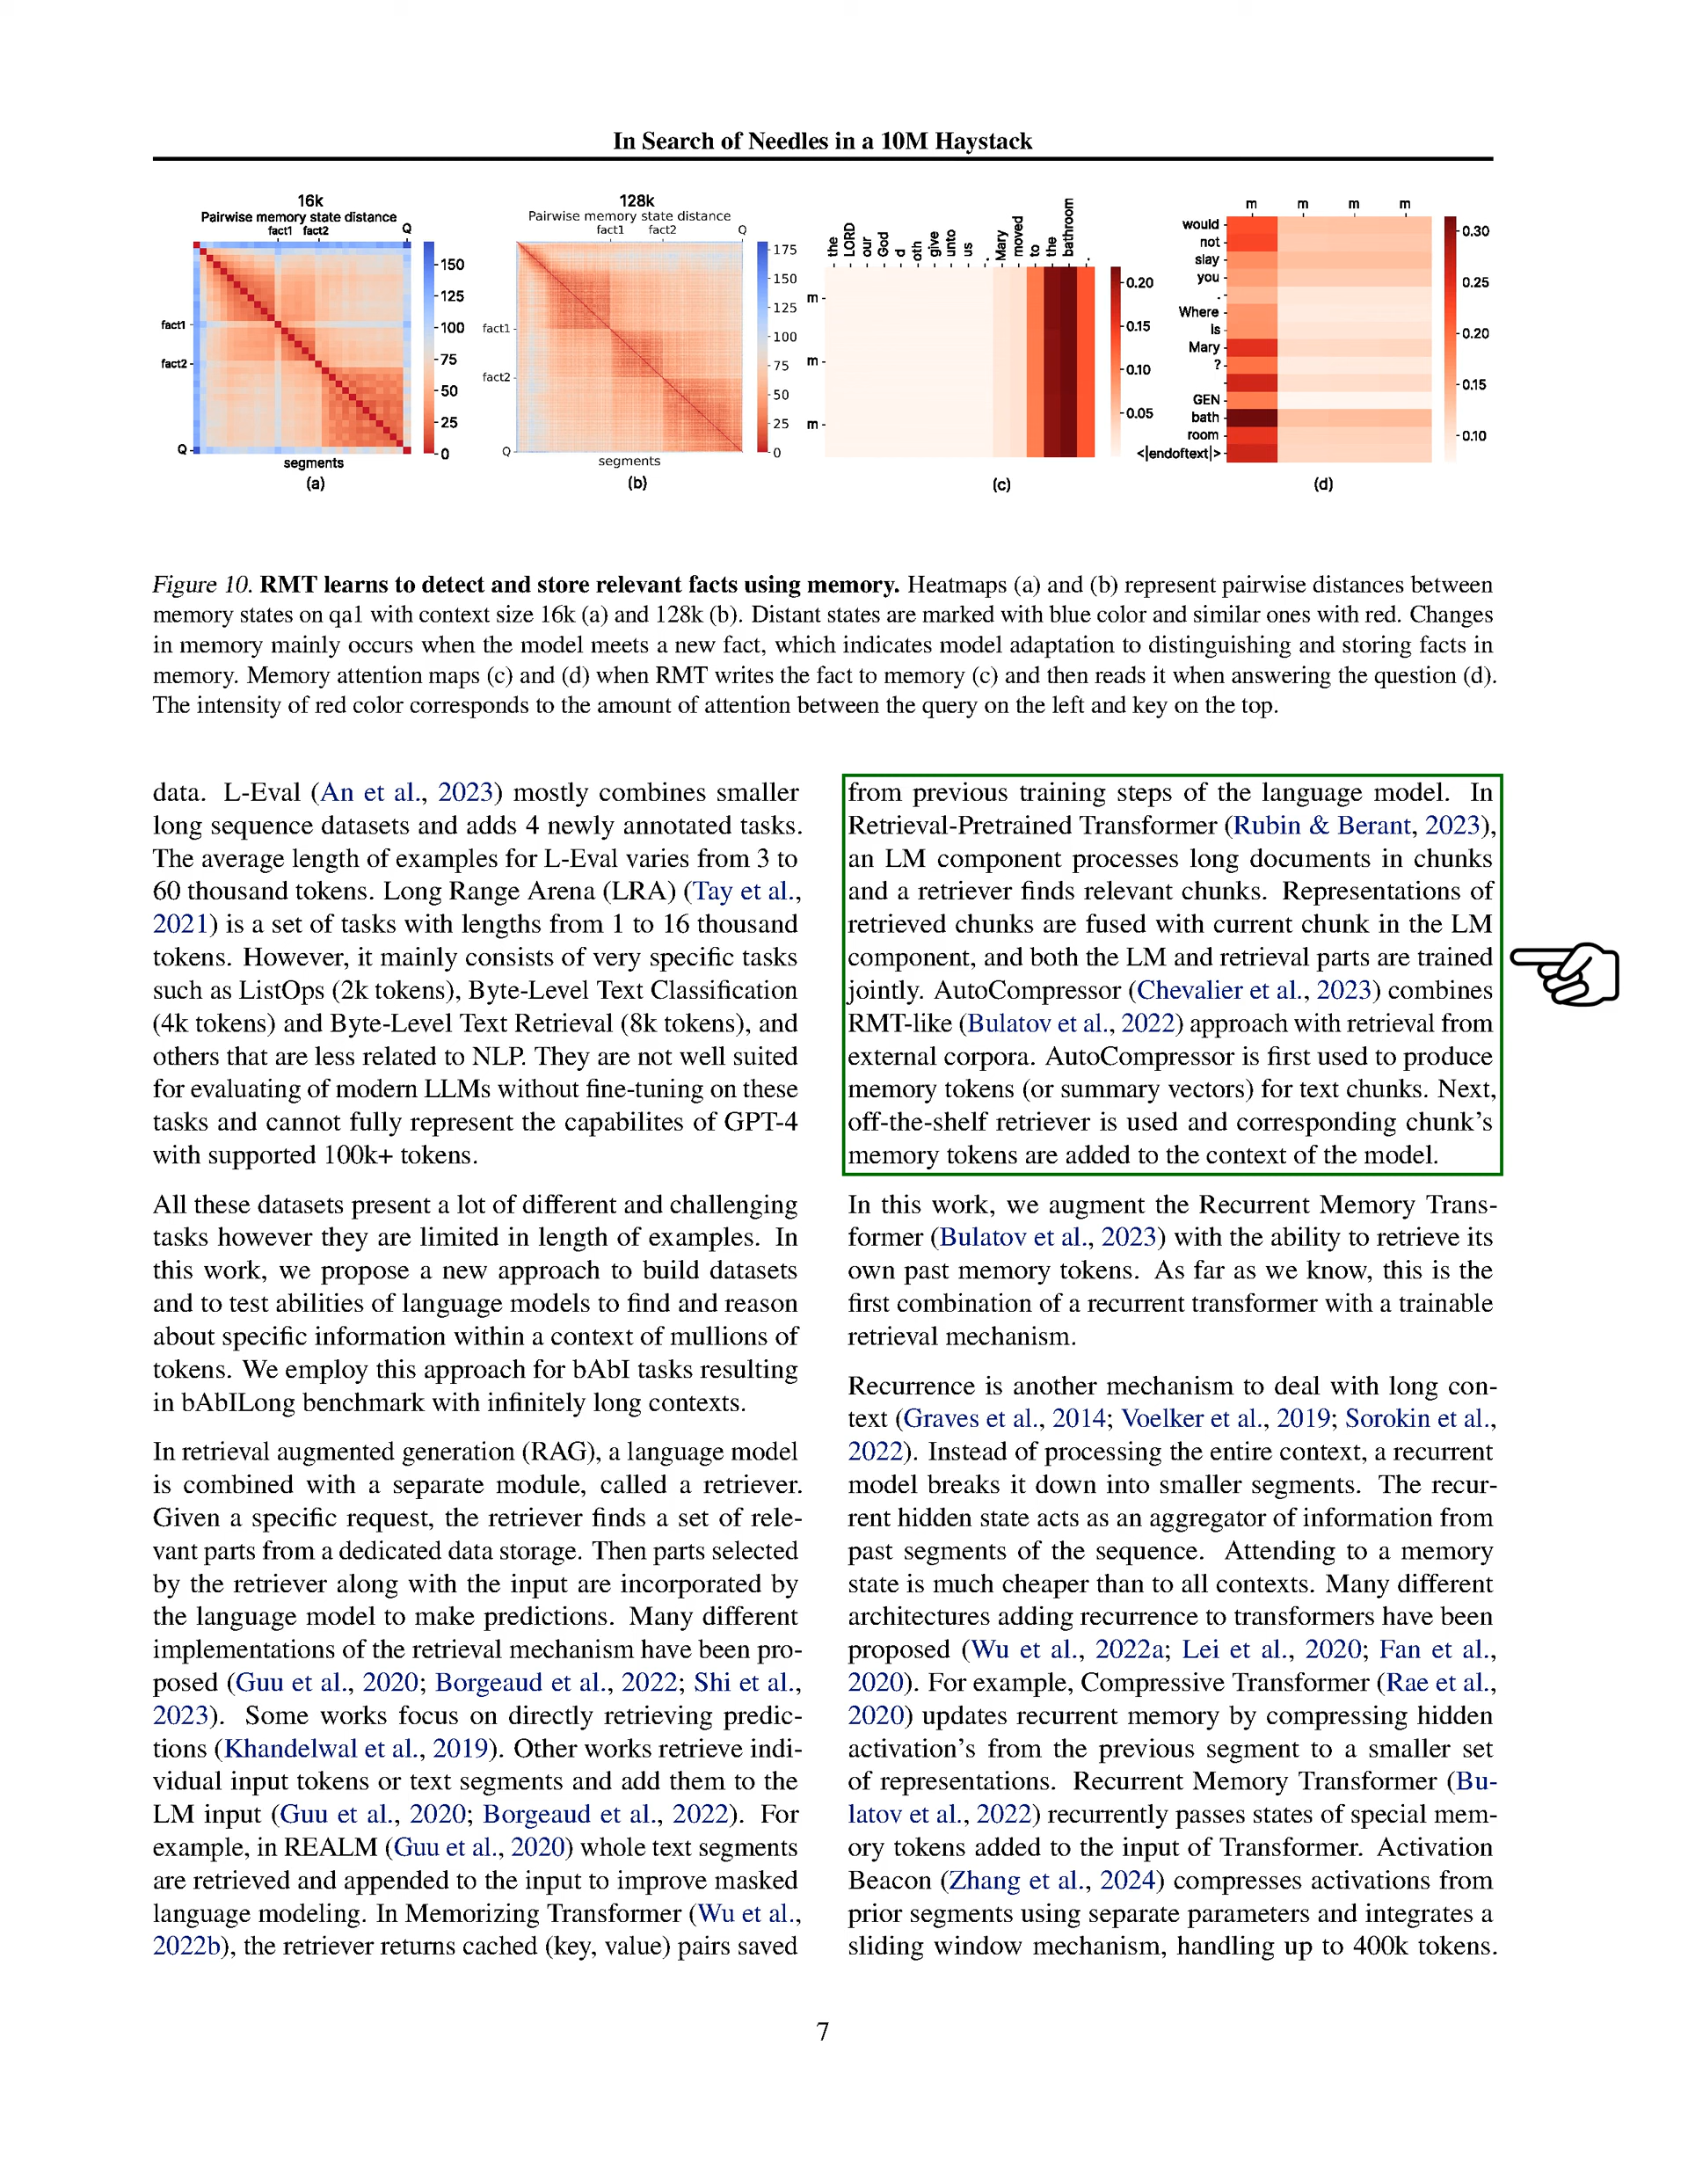 In Search of Needles in a 10M Haystack
16k
Pairwise memory state distance
fact1 fact2 Q
fact1
fact2
Q
150
125
100
75
50
25
0
segments
(a)
128k
Pairwise memory state distance
fact1 fact2 Q
fact1
fact2
Q
175
150
125
100
75
50
25
0
segments
(b)
the LORD our God d oth give unto us . Mary moved to the bathroom .
m
m
m
0.20
0.15
0.10
0.05
(c)
m m m m
would
not
slay
you
.
Where
is
Mary
?
GEN
bath
room
<|endoftext|>
0.30
0.25
0.20
0.15
0.10
(d)
Figure 10. RMT learns to detect and store relevant facts using memory. Heatmaps (a) and (b) represent pairwise distances between
memory states on qa1 with context size 16k (a) and 128k (b). Distant states are marked with blue color and similar ones with red. Changes
in memory mainly occurs when the model meets a new fact, which indicates model adaptation to distinguishing and storing facts in
memory. Memory attention maps (c) and (d) when RMT writes the fact to memory (c) and then reads it when answering the question (d).
The intensity of red color corresponds to the amount of attention between the query on the left and key on the top.
data. L-Eval (An et al., 2023) mostly combines smaller
long sequence datasets and adds 4 newly annotated tasks.
The average length of examples for L-Eval varies from 3 to
60 thousand tokens. Long Range Arena (LRA) (Tay et al.,
2021) is a set of tasks with lengths from 1 to 16 thousand
tokens. However, it mainly consists of very specific tasks
such as ListOps (2k tokens), Byte-Level Text Classification
(4k tokens) and Byte-Level Text Retrieval (8k tokens), and
others that are less related to NLP. They are not well suited
for evaluating of modern LLMs without fine-tuning on these
tasks and cannot fully represent the capabilites of GPT-4
with supported 100k+ tokens.
All these datasets present a lot of different and challenging
tasks however they are limited in length of examples. In
this work, we propose a new approach to build datasets
and to test abilities of language models to find and reason
about specific information within a context of mullions of
tokens. We employ this approach for bAbI tasks resulting
in bAbILong benchmark with infinitely long contexts.
In retrieval augmented generation (RAG), a language model
is combined with a separate module, called a retriever.
Given a specific request, the retriever finds a set of rele-
vant parts from a dedicated data storage. Then parts selected
by the retriever along with the input are incorporated by
the language model to make predictions. Many different
implementations of the retrieval mechanism have been pro-
posed (Guu et al., 2020; Borgeaud et al., 2022; Shi et al.,
2023). Some works focus on directly retrieving predic-
tions (Khandelwal et al., 2019). Other works retrieve indi-
vidual input tokens or text segments and add them to the
LM input (Guu et al., 2020; Borgeaud et al., 2022). For
example, in REALM (Guu et al., 2020) whole text segments
are retrieved and appended to the input to improve masked
language modeling. In Memorizing Transformer (Wu et al.,
2022b), the retriever returns cached (key, value) pairs saved
from previous training steps of the language model. In
Retrieval-Pretrained Transformer (Rubin & Berant, 2023),
an LM component processes long documents in chunks
and a retriever finds relevant chunks. Representations of
retrieved chunks are fused with current chunk in the LM
component, and both the LM and retrieval parts are trained
jointly. AutoCompressor (Chevalier et al., 2023) combines
RMT-like (Bulatov et al., 2022) approach with retrieval from
external corpora. AutoCompressor is first used to produce
memory tokens (or summary vectors) for text chunks. Next,
off-the-shelf retriever is used and corresponding chunk's
memory tokens are added to the context of the model.
In this work, we augment the Recurrent Memory Trans-
former (Bulatov et al., 2023) with the ability to retrieve its
own past memory tokens. As far as we know, this is the
first combination of a recurrent transformer with a trainable
retrieval mechanism.
Recurrence is another mechanism to deal with long con-
text (Graves et al., 2014; Voelker et al., 2019; Sorokin et al.,
2022). Instead of processing the entire context, a recurrent
model breaks it down into smaller segments. The recur-
rent hidden state acts as an aggregator of information from
past segments of the sequence. Attending to a memory
state is much cheaper than to all contexts. Many different
architectures adding recurrence to transformers have been
proposed (Wu et al., 2022a; Lei et al., 2020; Fan et al.,
2020). For example, Compressive Transformer (Rae et al.,
2020) updates recurrent memory by compressing hidden
activation's from the previous segment to a smaller set
of representations. Recurrent Memory Transformer (Bu-
latov et al., 2022) recurrently passes states of special mem-
ory tokens added to the input of Transformer. Activation
Beacon (Zhang et al., 2024) compresses activations from
prior segments using separate parameters and integrates a
sliding window mechanism, handling up to 400k tokens.
7